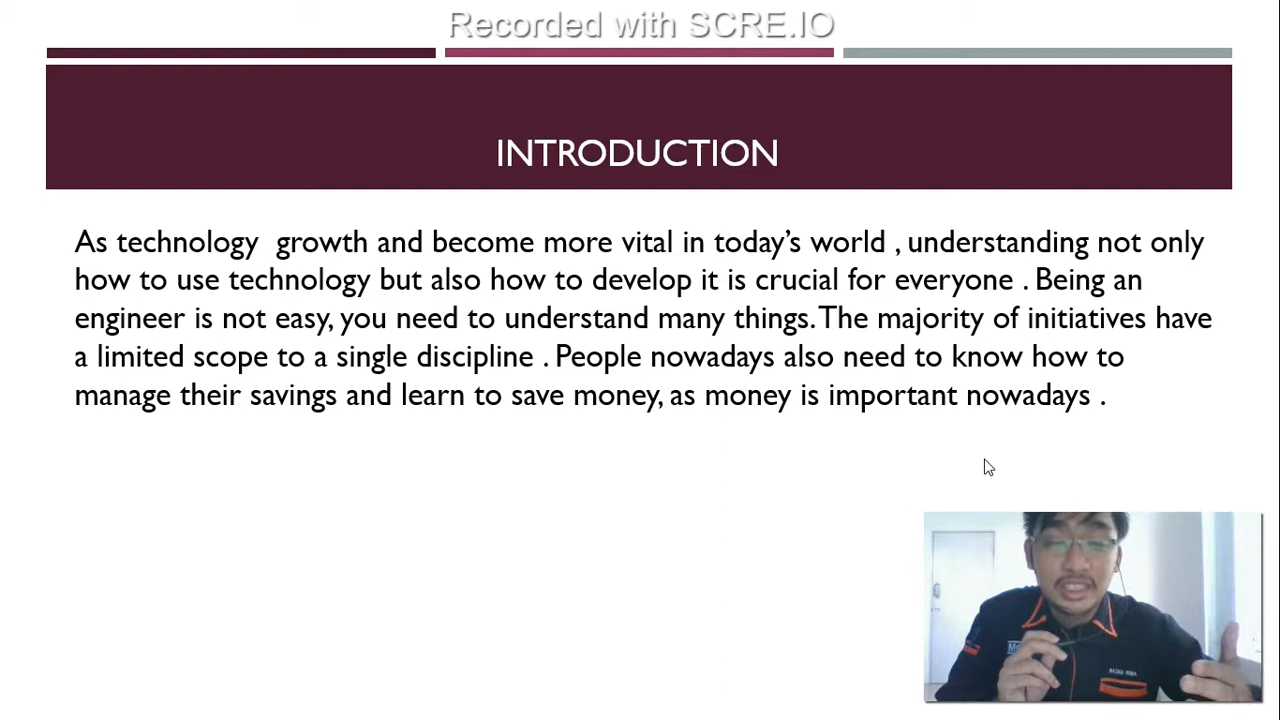 Recorded with SCRE.IO
INTRODUCTION
As technology  growth and become more vital in today's world , understanding not only
how to use technology but also how to develop it is crucial for everyone . Being an
engineer is not easy, you need to understand many things. The majority of initiatives have
a limited scope to a single discipline . People nowadays also need to know how to
manage their savings and learn to save money, as money is important nowadays .